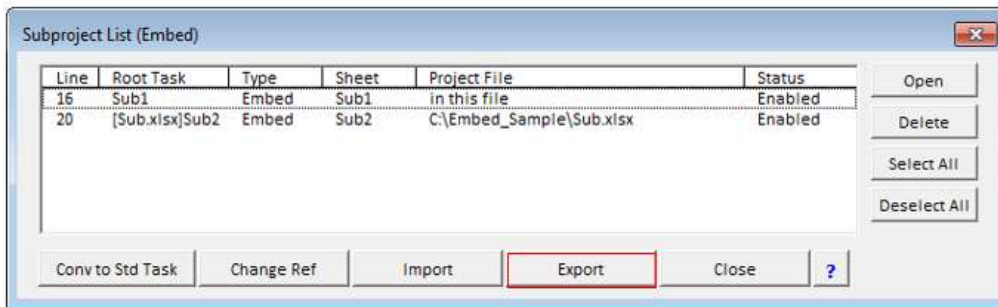 Subproject List (Embed)
Line Root Task Type Sheet Project File Status
16 Sub1 Embed Sub1 in this file Enabled
20 [Sub.xlsx]Sub2 Embed Sub2 C:\Embed_Sample\Sub.xlsx Enabled
Open
Delete
Select All
Deselect All
Conv to Std Task Change Ref Import Export Close ?